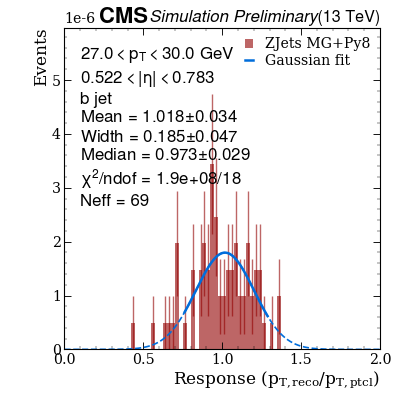 1e-6 CMS Simulation Preliminary (13 TeV)
Events
27.0 < p_T < 30.0 GeV
0.522 < |η| < 0.783
b jet
Mean = 1.018±0.034
Width = 0.185±0.047
Median = 0.973±0.029
χ²/ndof = 1.9e+08/18
Neff = 69
ZJets MG+Py8
Gaussian fit
5
4
3
2
1
0
0.0 0.5 1.0 1.5 2.0
Response (p_T,reco/p_T,ptcl)